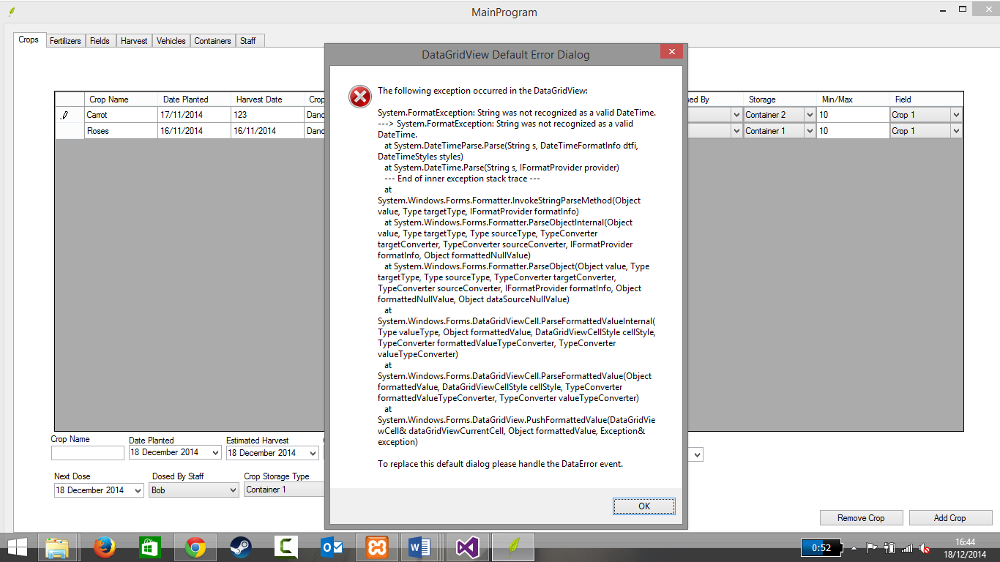 MainProgram
Crops Fertilizers Fields Harvest Vehicles Containers Staff
DataGridView Default Error Dialog
Crop Name Date Planted Harvest Date Crop
sed By Storage Min/Max Field
Carrot 17/11/2014 123 Dand
Container 2 10 Crop 1
Roses 16/11/2014 16/11/2014 Dand
Container 1 10 Crop 1
The following exception occurred in the DataGridView:
System.FormatException: String was not recognized as a valid DateTime.
---> System.FormatException: String was not recognized as a valid
DateTime.
at System.DateTimeParse.Parse(String s, DateTimeFormatInfo dtfi,
DateTimeStyles styles)
at System.DateTime.Parse(String s, IFormatProvider provider)
--- End of inner exception stack trace ---
at
System.Windows.Forms.Formatter.InvokeStringParseMethod(Object
value, Type targetType, IFormatProvider formatInfo)
at System.Windows.Forms.Formatter.ParseObjectInternal(Object
value, Type targetType, Type sourceType, TypeConverter
targetConverter, TypeConverter sourceConverter, IFormatProvider
formatInfo, Object formattedNullValue)
at System.Windows.Forms.Formatter.ParseObject(Object value, Type
targetType, Type sourceType, TypeConverter targetConverter,
TypeConverter sourceConverter, IFormatProvider formatInfo, Object
formattedNullValue, Object dataSourceNullValue)
at
System.Windows.Forms.DataGridViewCell.ParseFormattedValueInternal(
Type valueType, Object formattedValue, DataGridViewCellStyle cellStyle,
TypeConverter formattedValueTypeConverter, TypeConverter
valueTypeConverter)
at
System.Windows.Forms.DataGridViewCell.ParseFormattedValue(Object
formattedValue, DataGridViewCellStyle cellStyle, TypeConverter
formattedValueTypeConverter, TypeConverter valueTypeConverter)
at
System.Windows.Forms.DataGridView.PushFormattedValue(DataGridVie
wCell& dataGridViewCurrentCell, Object formattedValue, Exception&
exception)
To replace this default dialog please handle the DataError event.
OK
Crop Name Date Planted Estimated Harvest
18 December 2014 18 December 2014
Next Dose Dosed By Staff Crop Storage Type
18 December 2014 Bob Container 1
Remove Crop Add Crop
0:52
16:44
18/12/2014